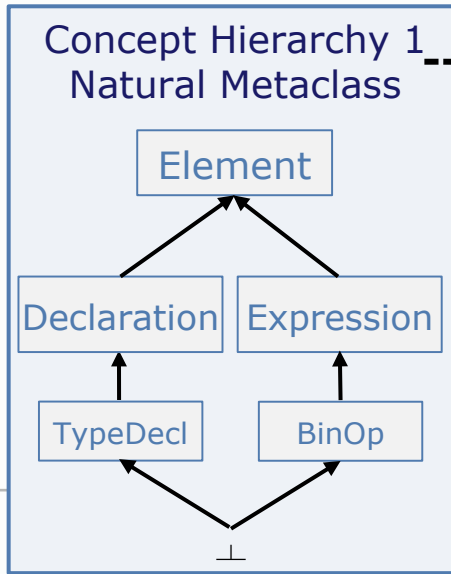 Concept Hierarchy 1
Natural Metaclass
Element
Declaration Expression
TypeDecl BinOp
⊥